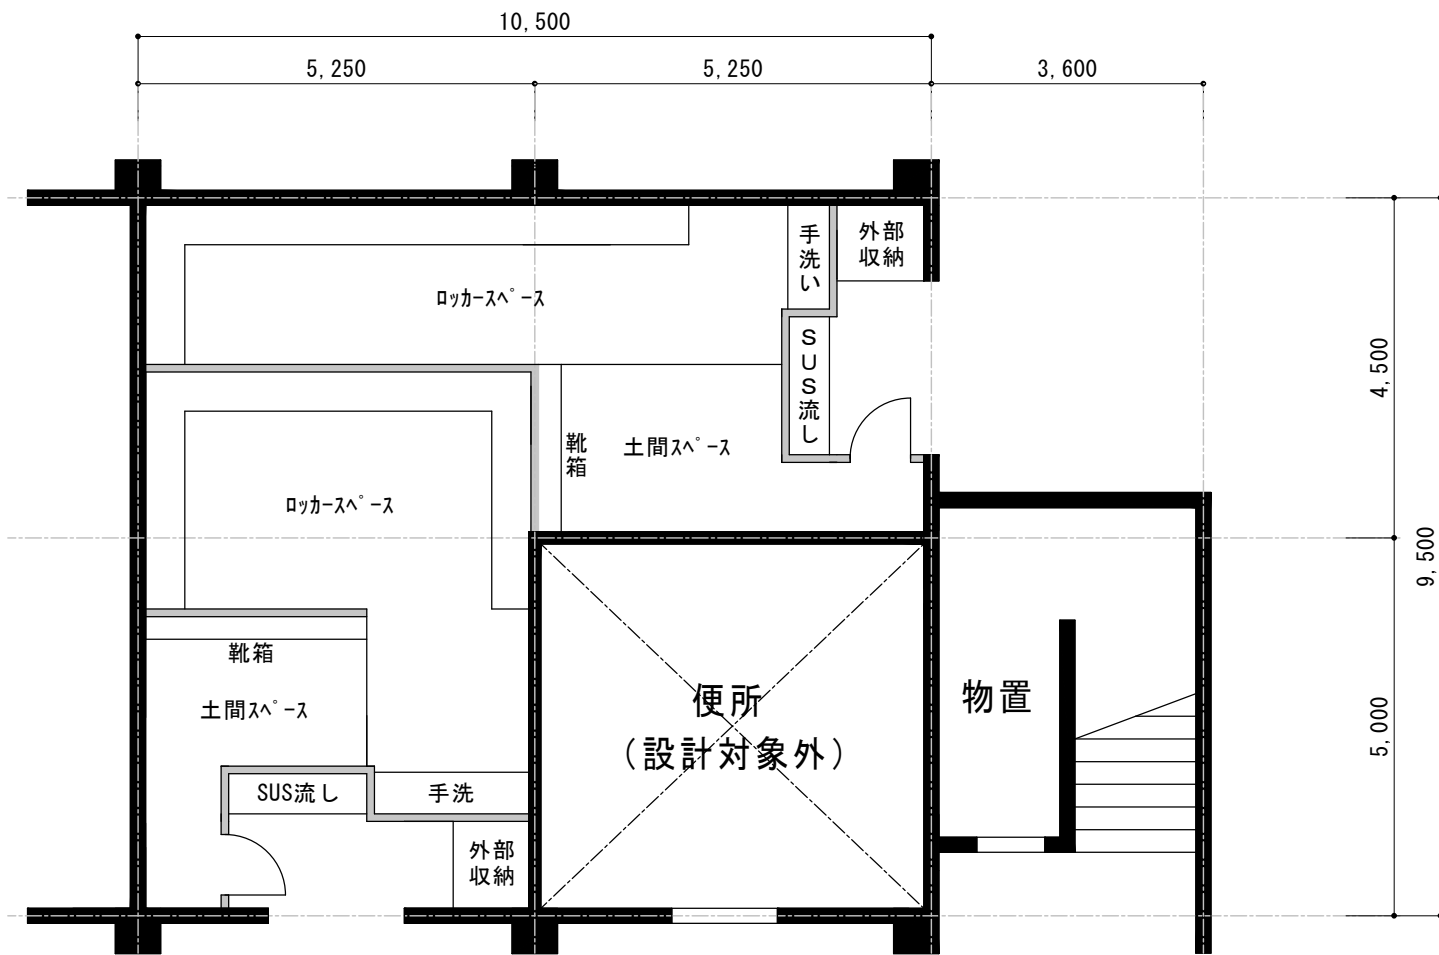 10,500
5,250
5,250
3,600
手洗い
外部
収納
ﾛｯｶｰｽﾍﾟｰｽ
SUS流し
4,500
靴箱
土間ｽﾍﾟｰｽ
ﾛｯｶｰｽﾍﾟｰｽ
9,500
靴箱
土間ｽﾍﾟｰｽ
便所
(設計対象外)
物置
5,000
SUS流し
手洗
外部
収納